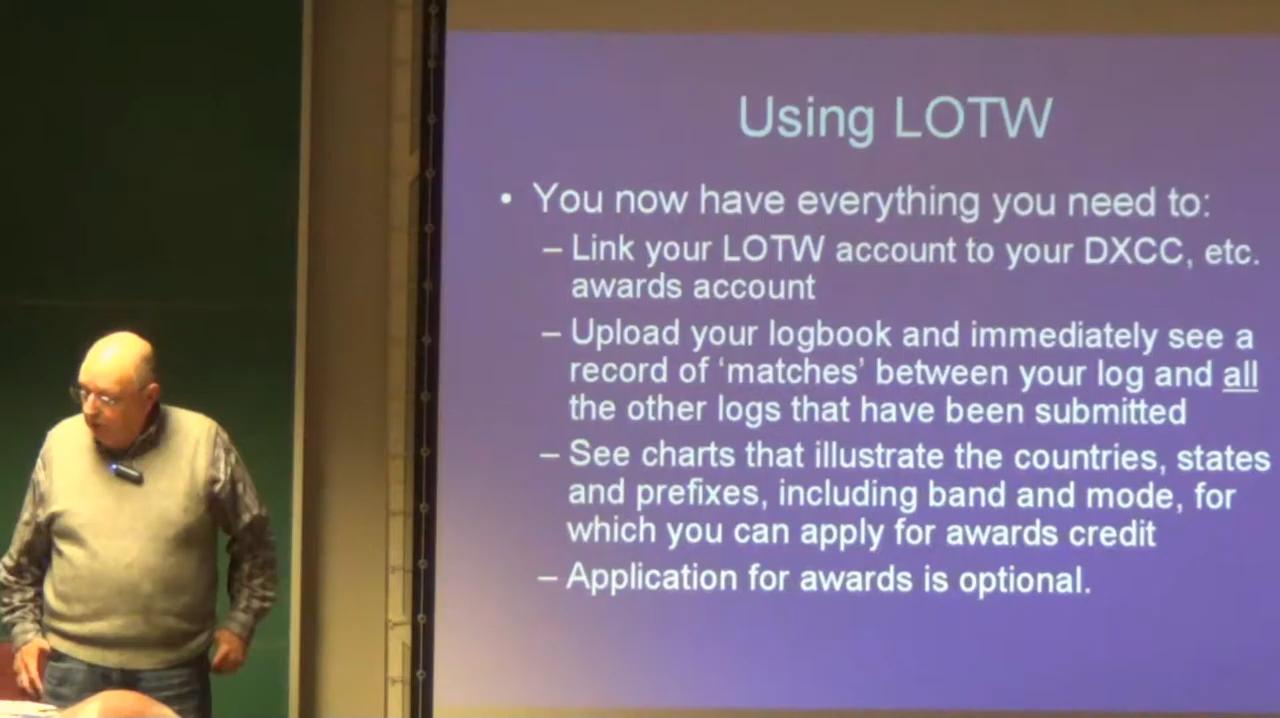 Using LOTW
• You now have everything you need to:
– Link your LOTW account to your DXCC, etc.
awards account
– Upload your logbook and immediately see a
record of ‘matches’ between your log and all
the other logs that have been submitted
– See charts that illustrate the countries, states
and prefixes, including band and mode, for
which you can apply for awards credit
– Application for awards is optional.